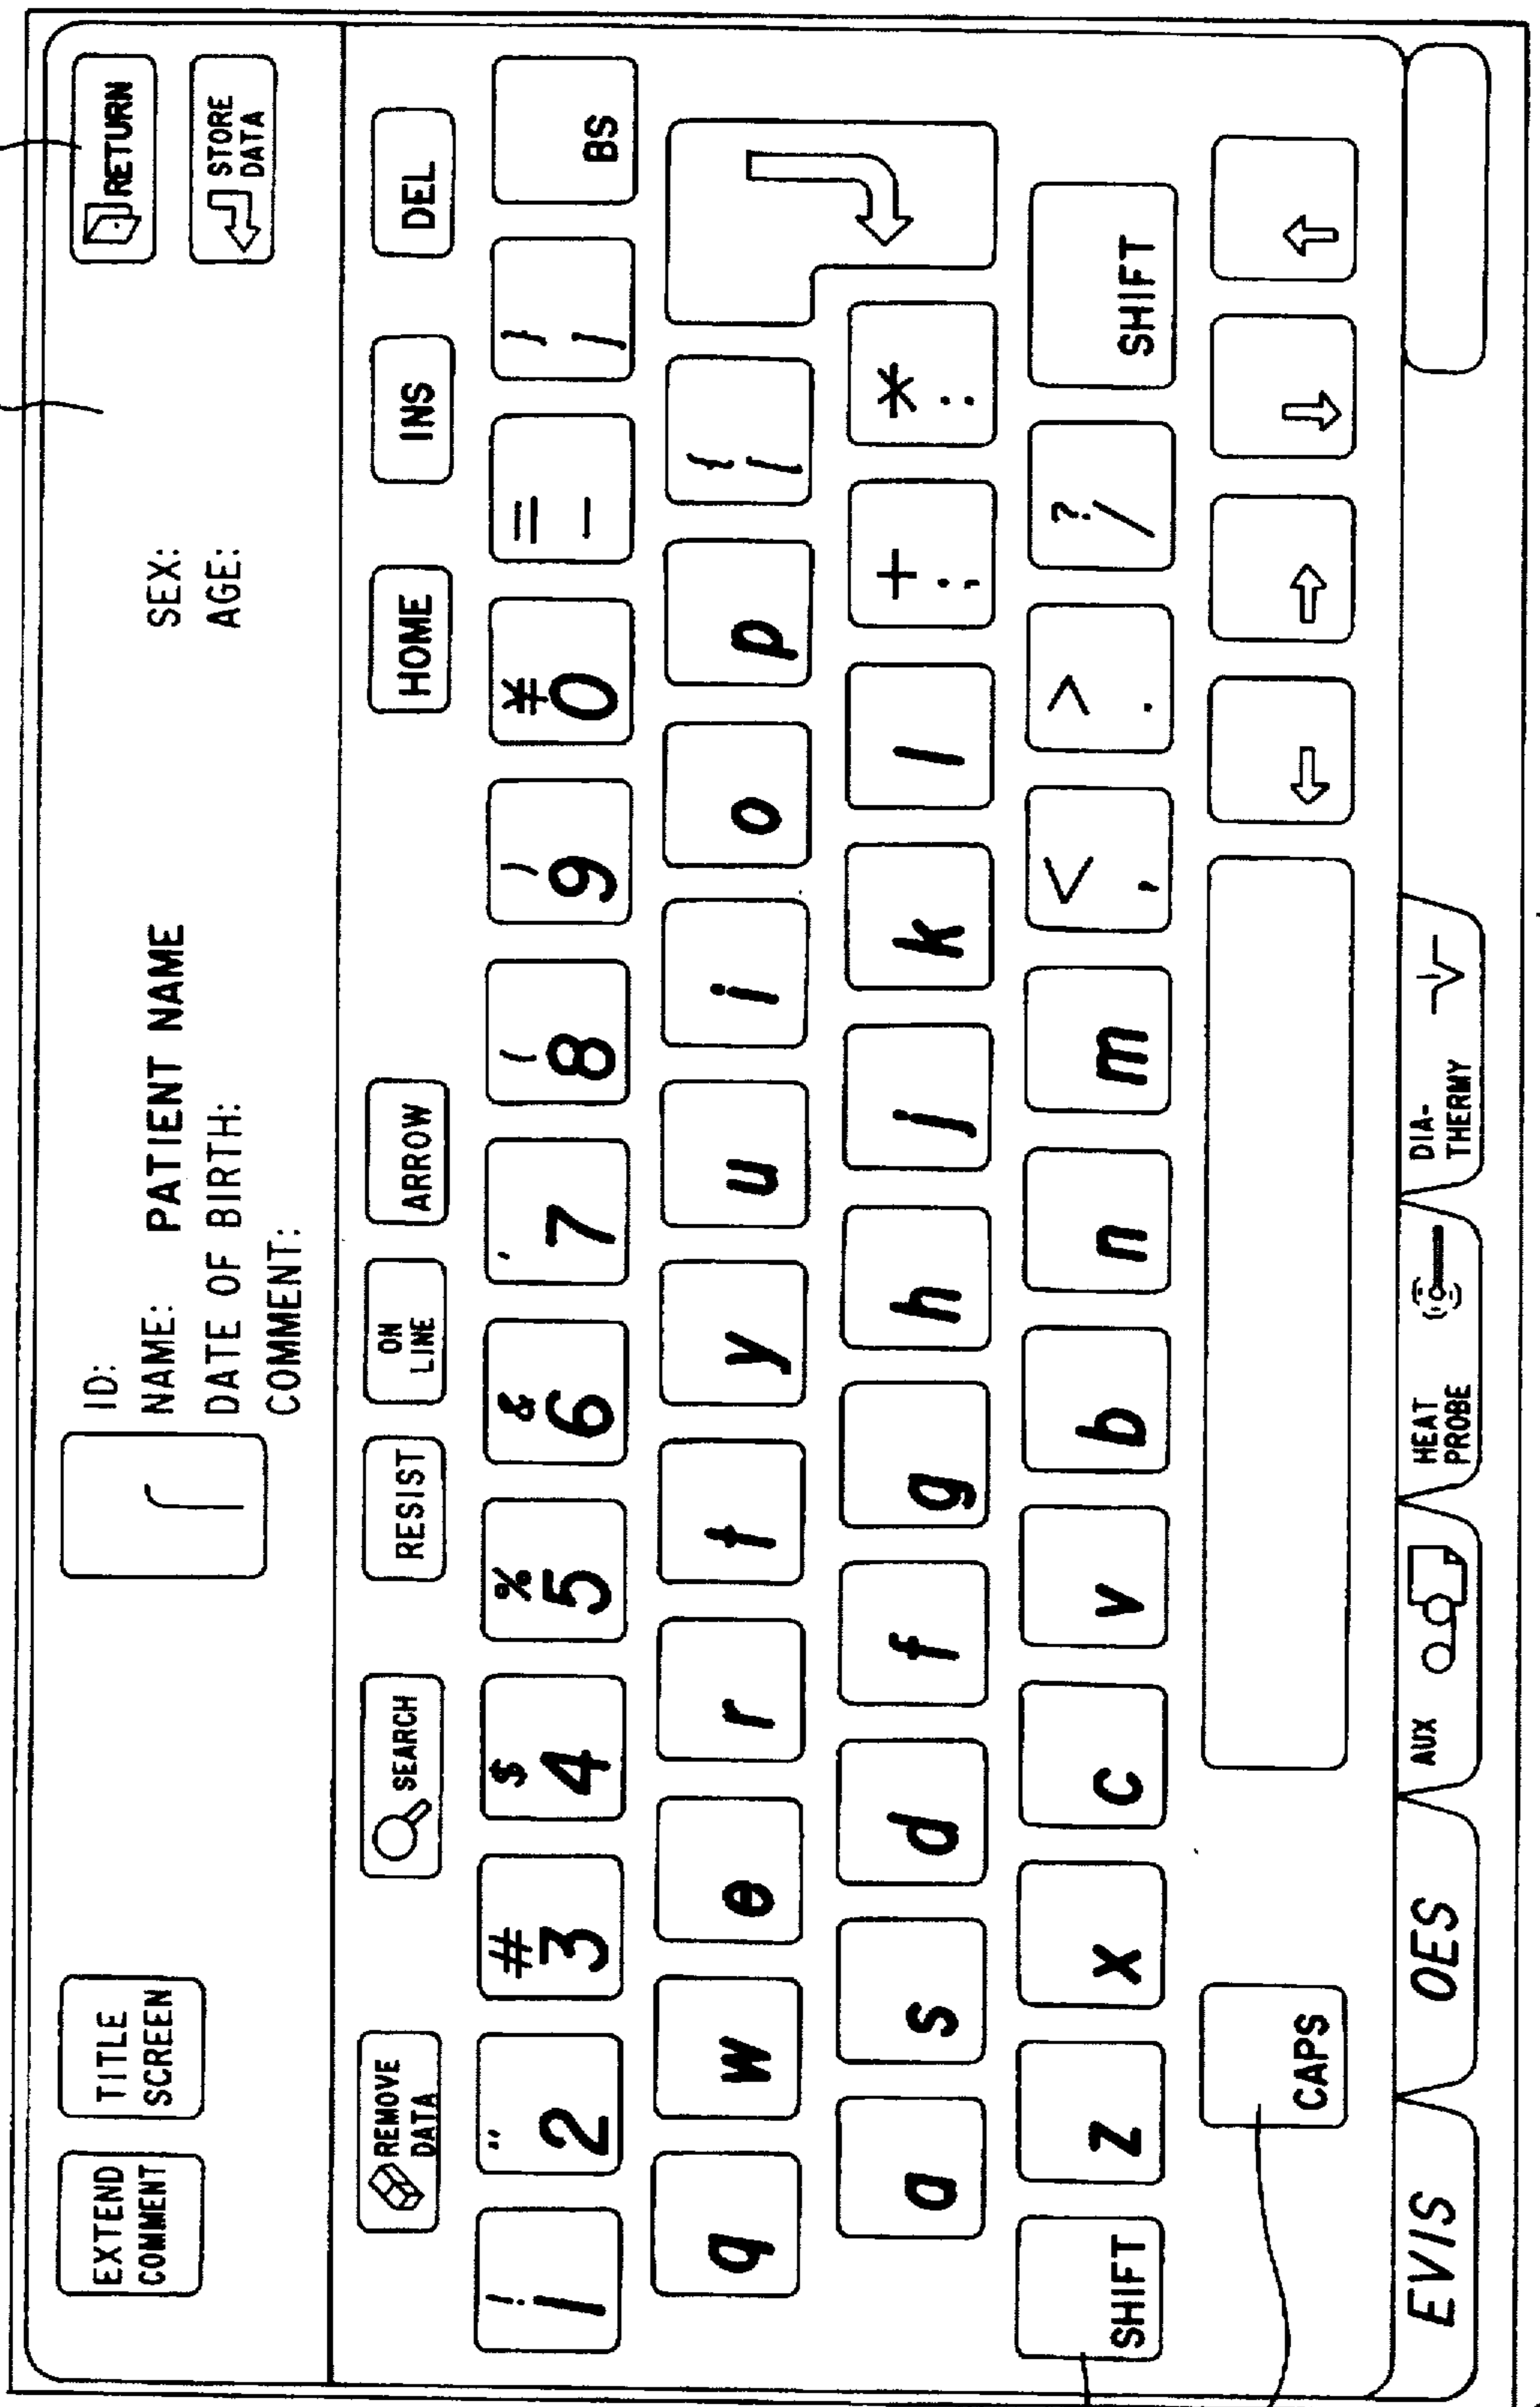 EXTEND COMMENT
TITLE SCREEN
ID:
NAME: PATIENT NAME SEX:
DATE OF BIRTH: AGE:
COMMENT:
RETURN
STORE DATA
REMOVE DATA
SEARCH
RESIST
ON LINE
ARROW
HOME
INS
DEL
! 1
" 2
# 3
$ 4
% 5
& 6
' 7
( 8
) 9
¥ 0
= -
BS
q w e r t y u i o p {
a s d f g h j k l + ; * :
SHIFT z x c v b n m < , > . ? / SHIFT
CAPS ← → ↓ ↑
EVIS
OES
AUX
HEAT PROBE
DIA-THERMY